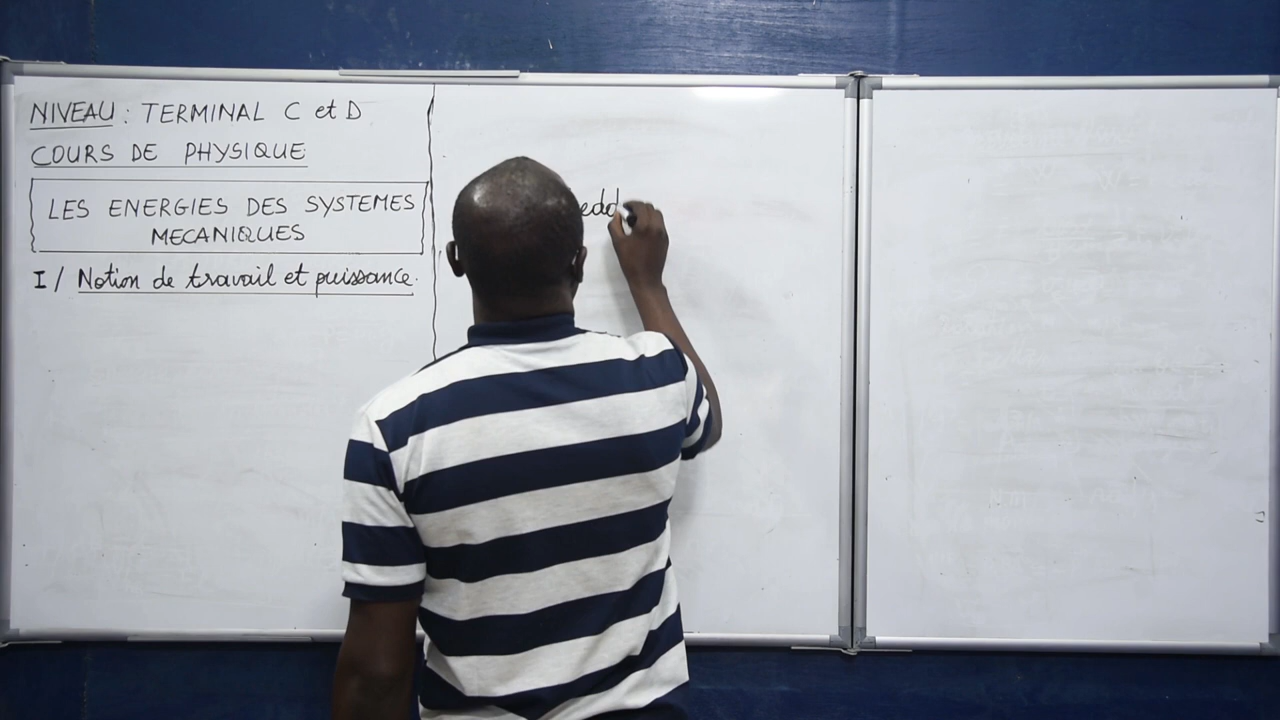 NIVEAU : TERMINAL C et D
COURS DE PHYSIQUE
LES ENERGIES DES SYSTEMES
MECANIQUES
I / Notion de travail et puissance.